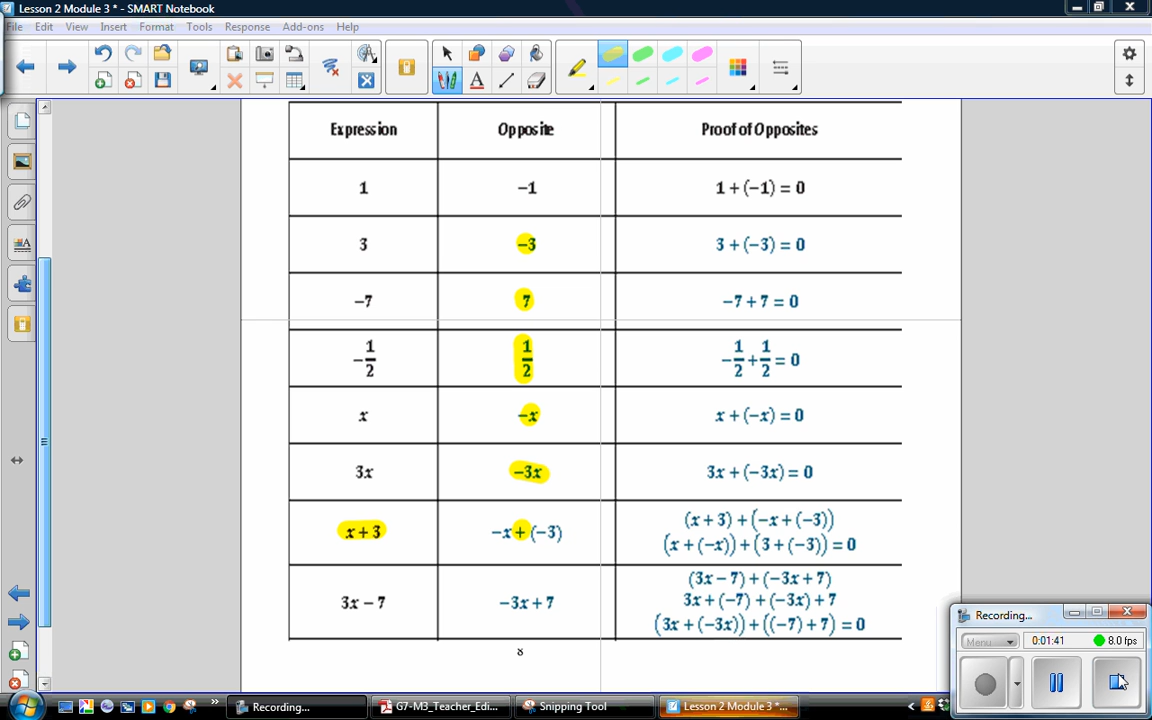 Lesson 2 Module 3 * - SMART Notebook
File Edit View Insert Format Tools Response Add-ons Help
Expression Opposite Proof of Opposites
1 −1 1 + (−1) = 0
3 −3 3 + (−3) = 0
−7 7 −7 + 7 = 0
−1/2 1/2 −1/2 + 1/2 = 0
x −x x + (−x) = 0
3x −3x 3x + (−3x) = 0
x + 3 −x + (−3) (x + 3) + (−x + (−3))
(x + (−x)) + (3 + (−3)) = 0
3x − 7 −3x + 7 (3x − 7) + (−3x + 7)
3x + (−7) + (−3x) + 7
(3x + (−3x)) + ((−7) + 7) = 0
8
Recording...
Menu 0:01:41 8.0 fps
Recording... G7-M3_Teacher_Edi... Snipping Tool Lesson 2 Module 3 *...